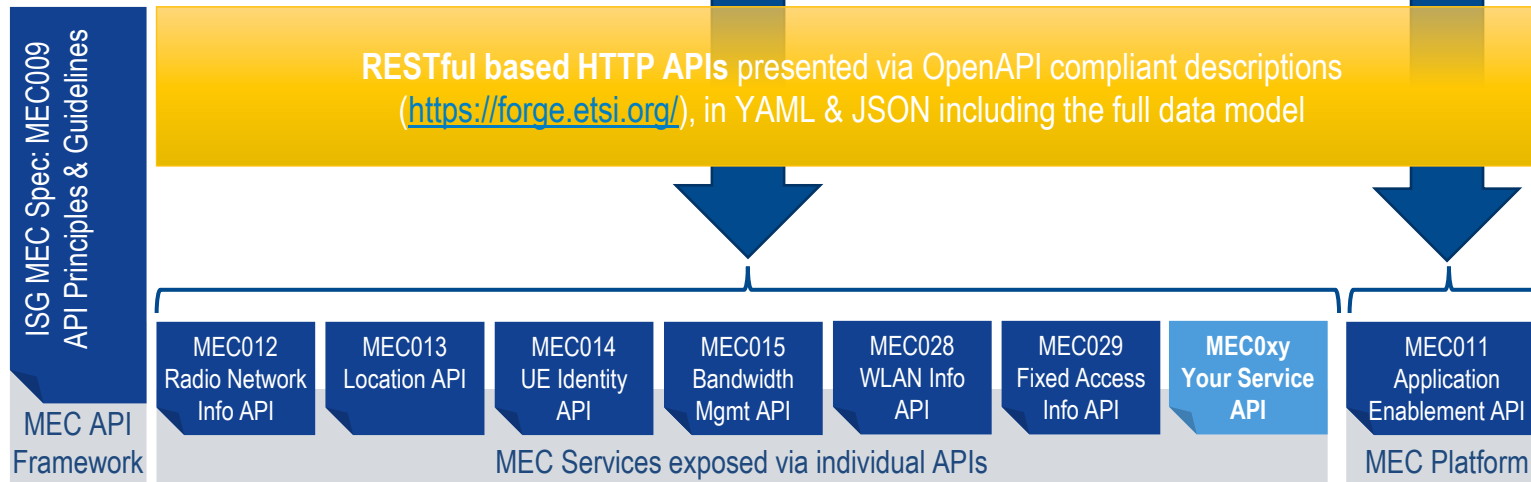 ISG MEC Spec: MEC009
API Principles & Guidelines
MEC API
Framework
RESTful based HTTP APIs presented via OpenAPI compliant descriptions
(https://forge.etsi.org/), in YAML & JSON including the full data model
MEC012
Radio Network
Info API
MEC013
Location API
MEC014
UE Identity
API
MEC015
Bandwidth
Mgmt API
MEC028
WLAN Info
API
MEC029
Fixed Access
Info API
MEC0xy
Your Service
API
MEC Services exposed via individual APIs
MEC011
Application
Enablement API
MEC Platform